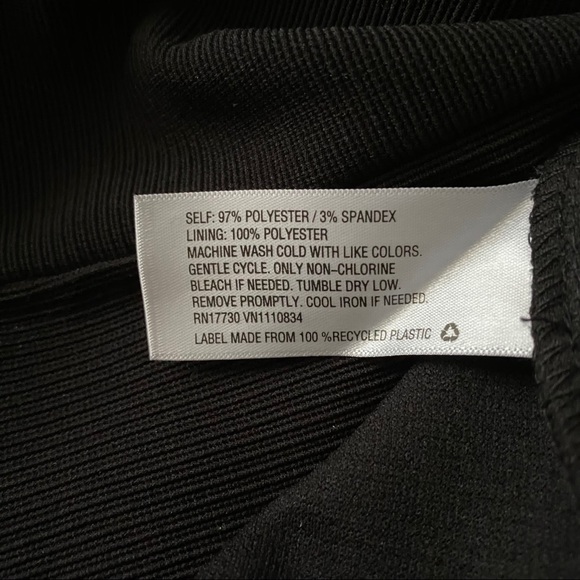 SELF: 97% POLYESTER / 3% SPANDEX
LINING: 100% POLYESTER
MACHINE WASH COLD WITH LIKE COLORS.
GENTLE CYCLE. ONLY NON-CHLORINE
BLEACH IF NEEDED. TUMBLE DRY LOW.
REMOVE PROMPTLY. COOL IRON IF NEEDED.
RN17730 VN1110834
LABEL MADE FROM 100 %RECYCLED PLASTIC